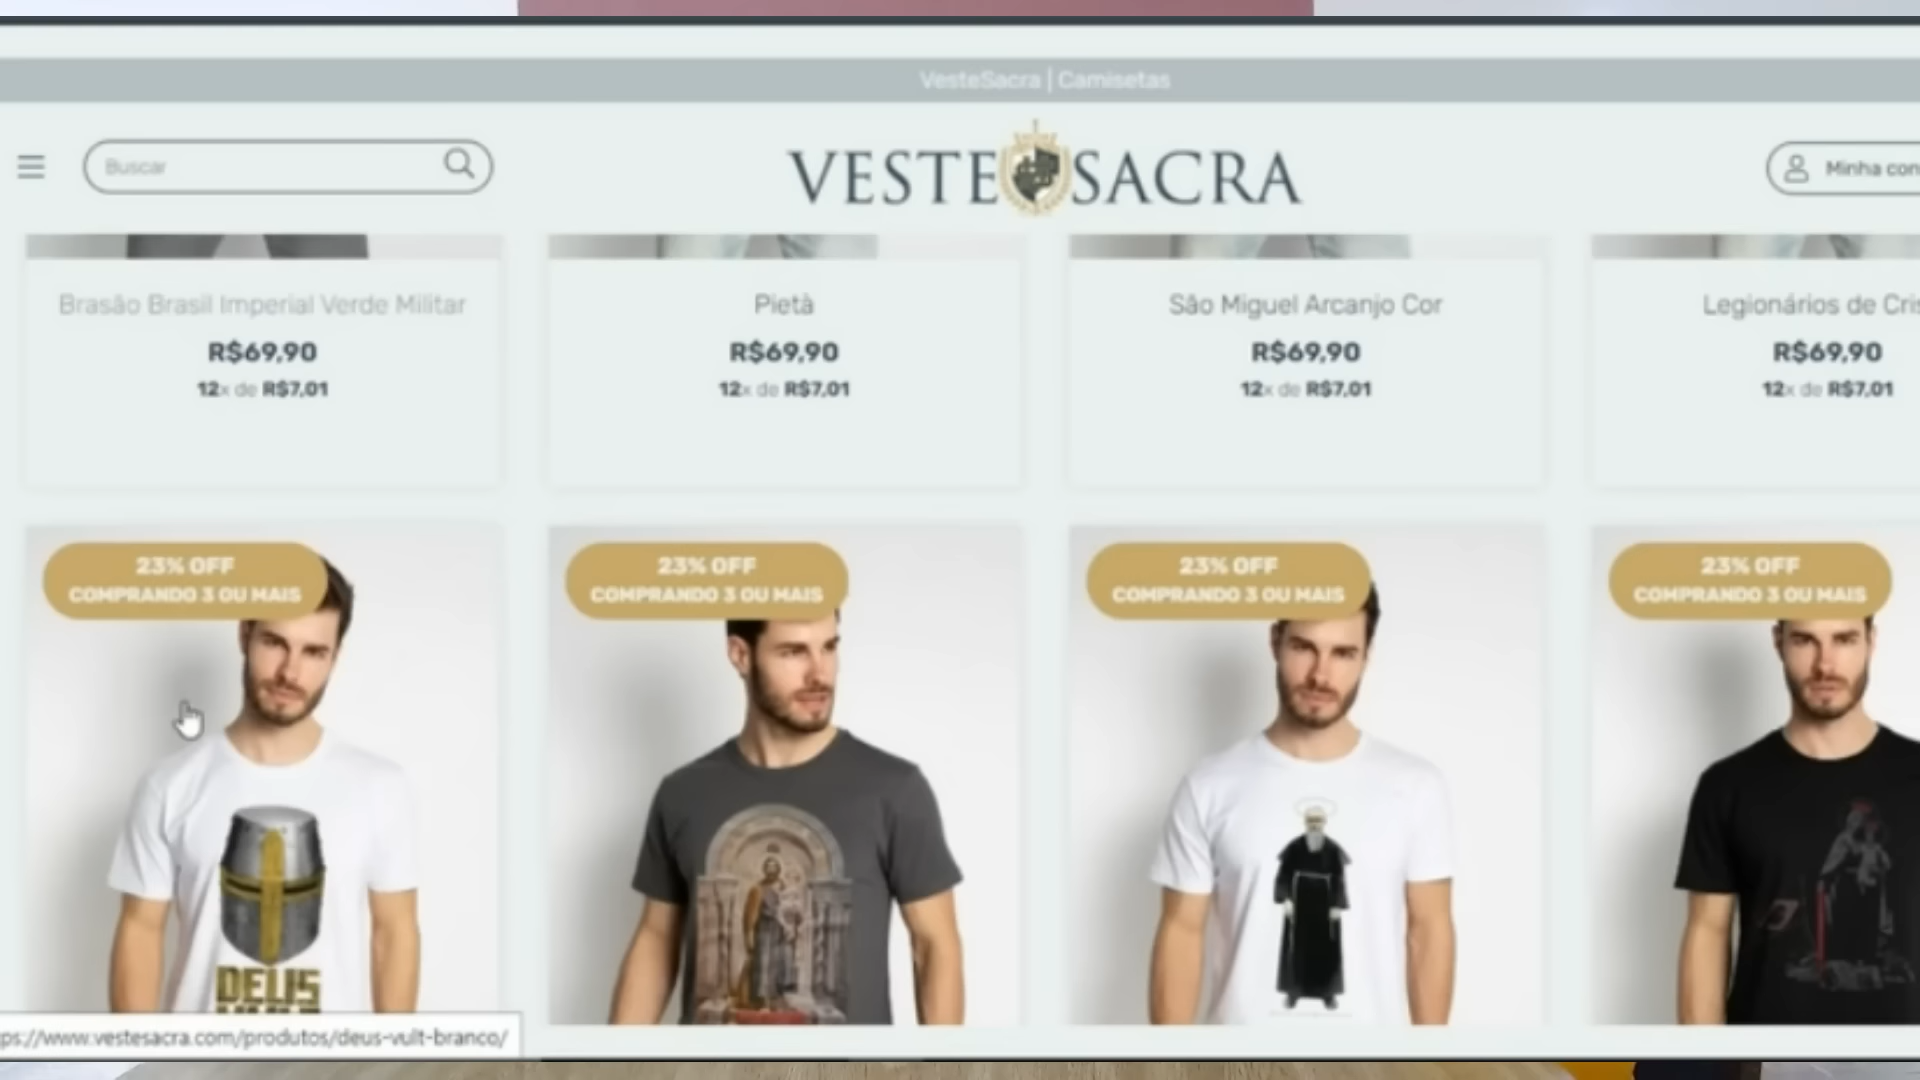 VesteSacra | Camisetas
Buscar
VESTE SACRA
Minha con
Brasão Brasil Imperial Verde Militar
R$69,90
12x de R$7,01
Pietà
R$69,90
12x de R$7,01
São Miguel Arcanjo Cor
R$69,90
12x de R$7,01
Legionários de Cris
R$69,90
12x de R$7,01
23% OFF
COMPRANDO 3 OU MAIS
23% OFF
COMPRANDO 3 OU MAIS
23% OFF
COMPRANDO 3 OU MAIS
23% OFF
COMPRANDO 3 OU MAIS
DEUS
ps://www.vestesacra.com/produtos/deus-vult-branco/